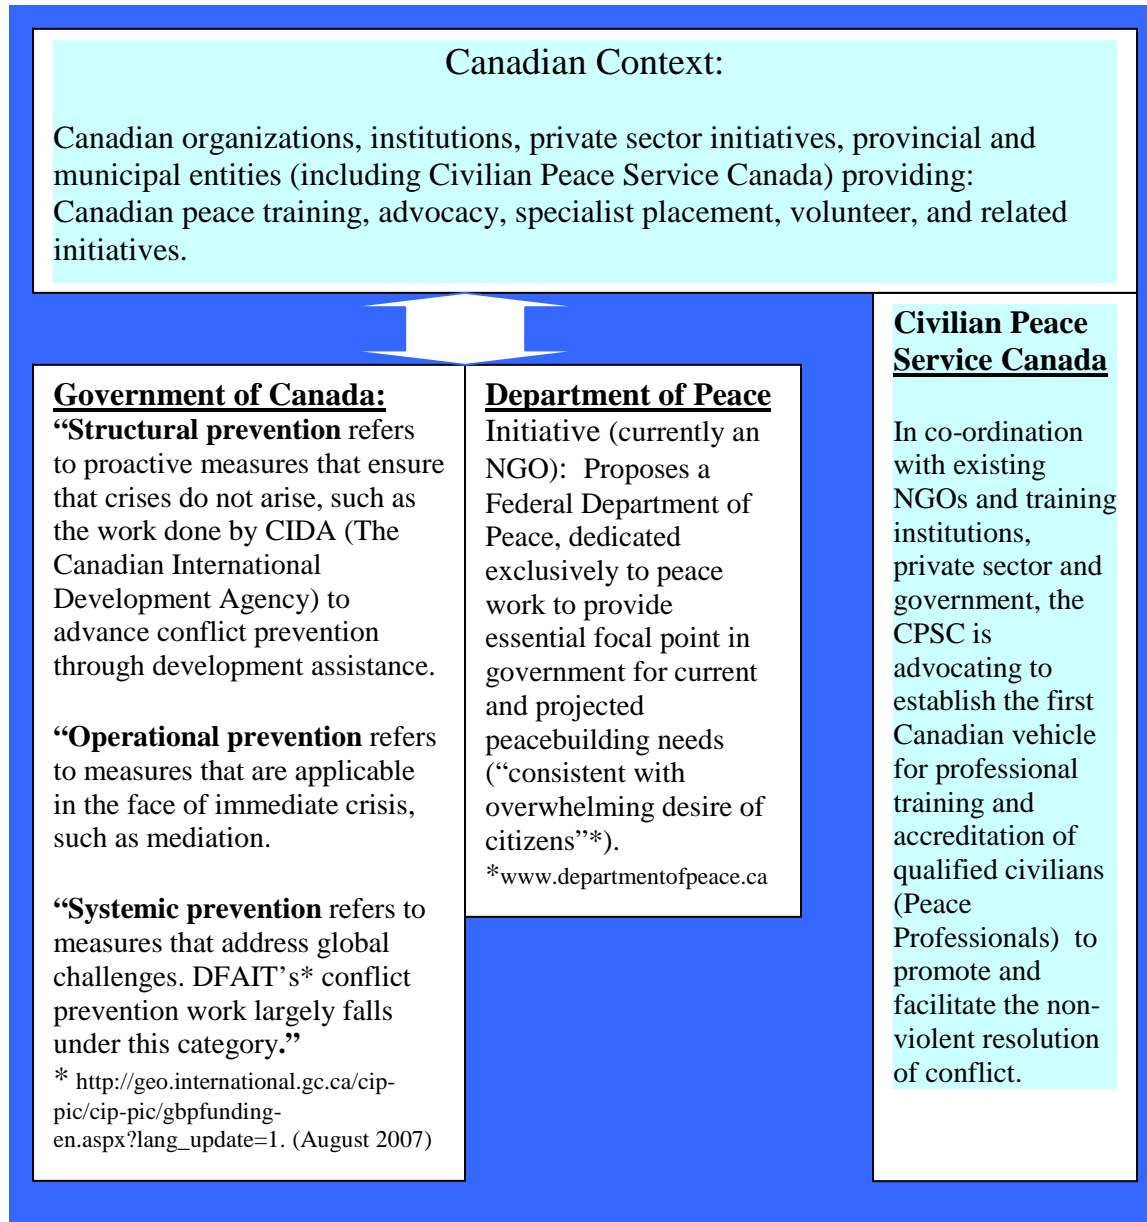 Canadian Context:
Canadian organizations, institutions, private sector initiatives, provincial and
municipal entities (including Civilian Peace Service Canada) providing:
Canadian peace training, advocacy, specialist placement, volunteer, and related
initiatives.
Government of Canada:
“Structural prevention refers
to proactive measures that ensure
that crises do not arise, such as
the work done by CIDA (The
Canadian International
Development Agency) to
advance conflict prevention
through development assistance.
“Operational prevention refers
to measures that are applicable
in the face of immediate crisis,
such as mediation.
“Systemic prevention refers to
measures that address global
challenges. DFAIT’s* conflict
prevention work largely falls
under this category.”
* http://geo.international.gc.ca/cip-
pic/cip-pic/gbpfunding-
en.aspx?lang_update=1. (August 2007)
Department of Peace
Initiative (currently an
NGO): Proposes a
Federal Department of
Peace, dedicated
exclusively to peace
work to provide
essential focal point in
government for current
and projected
peacebuilding needs
(“consistent with
overwhelming desire of
citizens”*).
*www.departmentofpeace.ca
Civilian Peace
Service Canada
In co-ordination
with existing
NGOs and training
institutions,
private sector and
government, the
CPSC is
advocating to
establish the first
Canadian vehicle
for professional
training and
accreditation of
qualified civilians
(Peace
Professionals) to
promote and
facilitate the non-
violent resolution
of conflict.